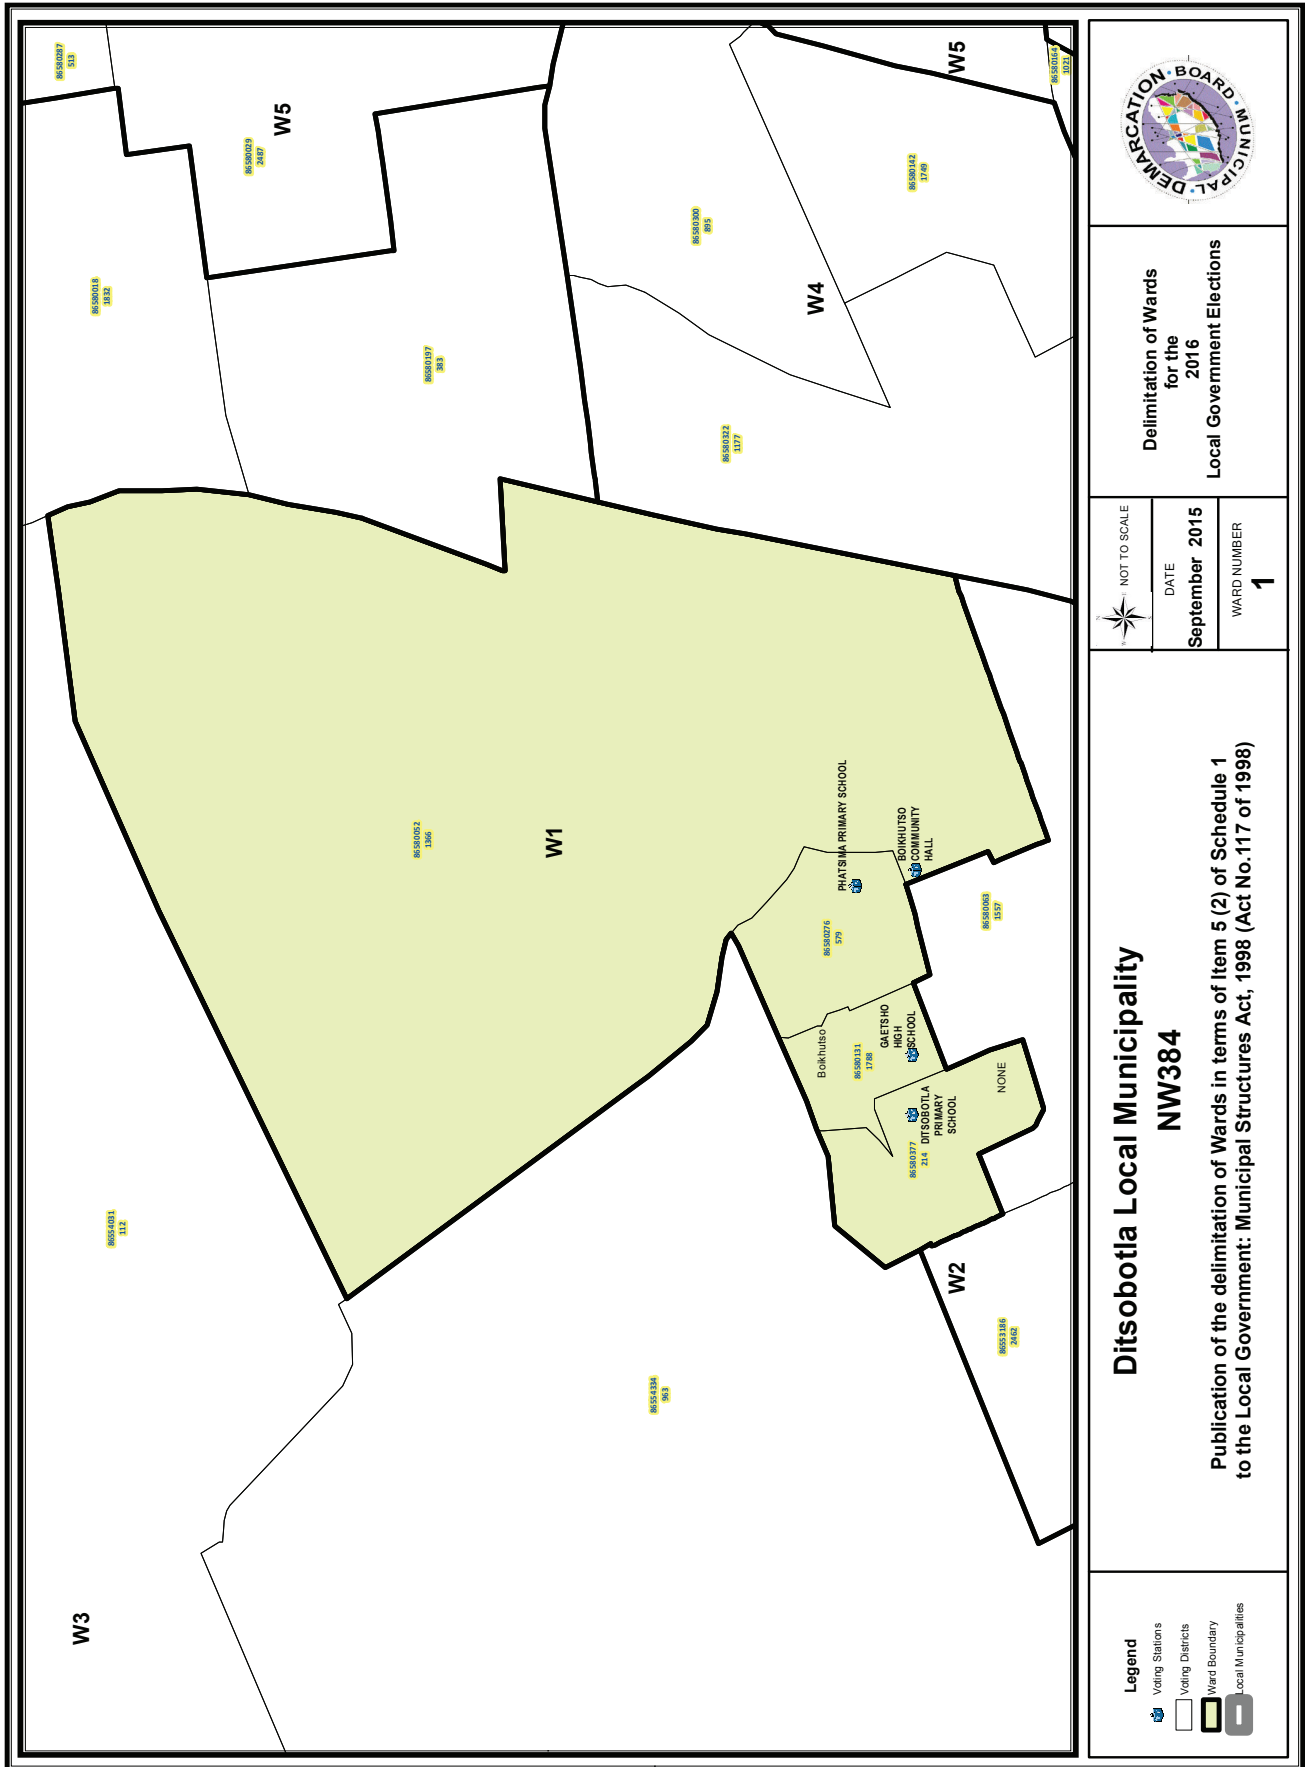 86580287
513
W5
86580029
2487
86580018
1832
86580197
383
W5
86580164
1021
86580142
1749
86580300
895
W4
86580322
1177
86580052
1366
W1
PHATSIMA PRIMARY SCHOOL
BOIKHUTSO
COMMUNITY
HALL
86580276
579
86580063
1557
Boikhutso
86580131
1788
GAETSHO
HIGH
SCHOOL
NONE
DITSOBOTLA
PRIMARY
SCHOOL
86580377
214
86554031
112
W2
86553186
2462
86554334
963
W3
Legend
Voting Stations
Voting Districts
Ward Boundary
Local Municipalities
Ditsobotla Local Municipality
NW384
Publication of the delimitation of Wards in terms of Item 5 (2) of Schedule 1
to the Local Government: Municipal Structures Act, 1998 (Act No.117 of 1998)
N
W
E
S
NOT TO SCALE
DATE
September 2015
WARD NUMBER
1
Delimitation of Wards
for the
2016
Local Government Elections
MUNICIPAL • DEMARCATION • BOARD •